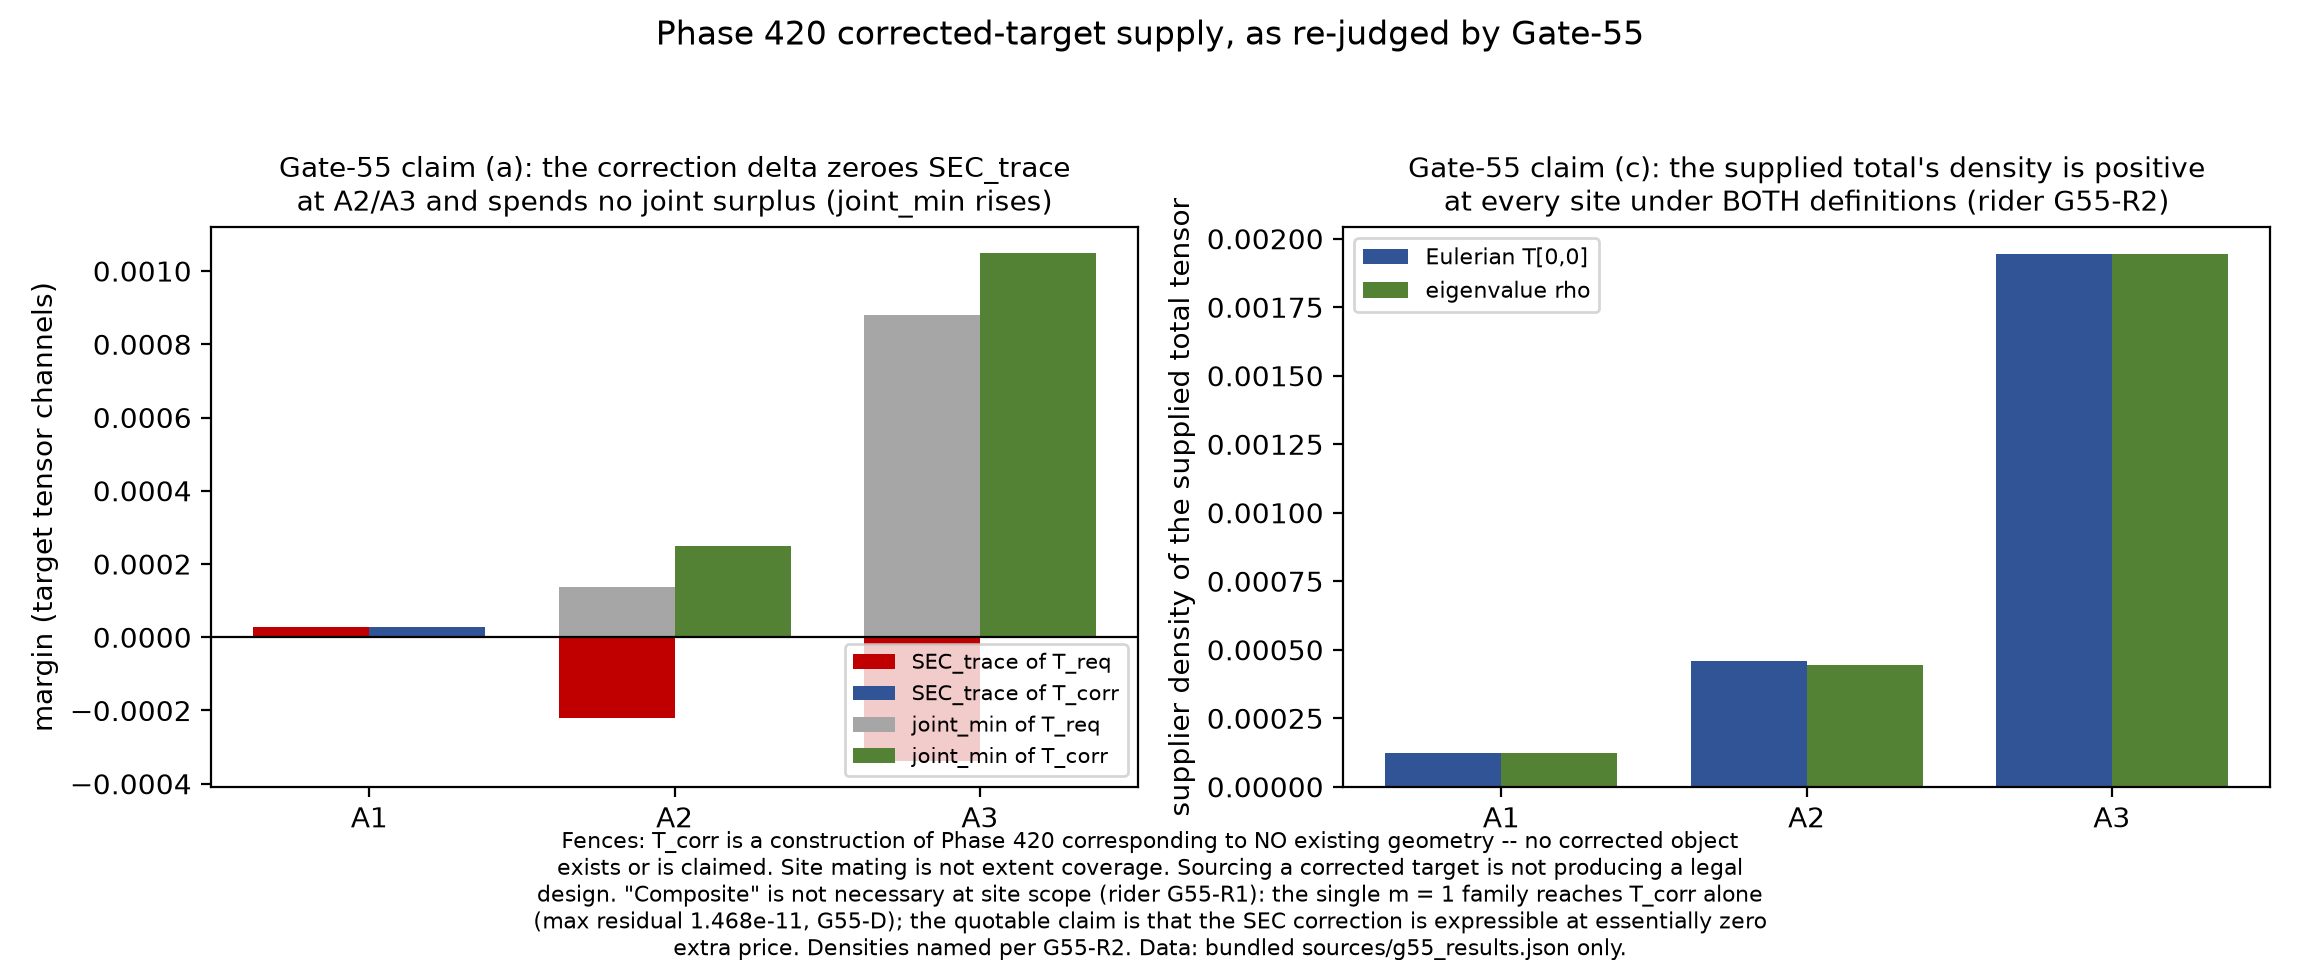 Phase 420 corrected-target supply, as re-judged by Gate-55
Gate-55 claim (a): the correction delta zeroes SEC_trace
at A2/A3 and spends no joint surplus (joint_min rises)
margin (target tensor channels)
0.0010
0.0008
0.0006
0.0004
0.0002
0.0000
−0.0002
−0.0004
A1
A2
A3
SEC_trace of T_req
SEC_trace of T_corr
joint_min of T_req
joint_min of T_corr
Gate-55 claim (c): the supplied total's density is positive
at every site under BOTH definitions (rider G55-R2)
supplier density of the supplied total tensor
0.00200
0.00175
0.00150
0.00125
0.00100
0.00075
0.00050
0.00025
0.00000
Eulerian T[0,0]
eigenvalue rho
A1
A2
A3
Fences: T_corr is a construction of Phase 420 corresponding to NO existing geometry -- no corrected object
exists or is claimed. Site mating is not extent coverage. Sourcing a corrected target is not producing a legal
design. "Composite" is not necessary at site scope (rider G55-R1): the single m = 1 family reaches T_corr alone
(max residual 1.468e-11, G55-D); the quotable claim is that the SEC correction is expressible at essentially zero
extra price. Densities named per G55-R2. Data: bundled sources/g55_results.json only.